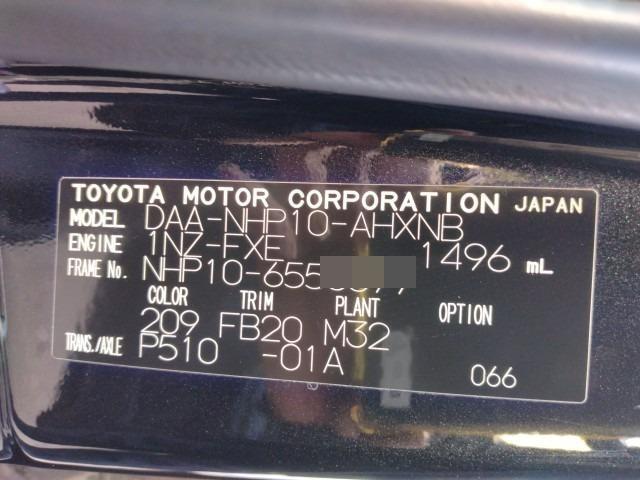 TOYOTA MOTOR CORPORATION JAPAN
MODEL DAA-NHP10-AHXNB
ENGINE 1NZ-FXE 1496 mL
FRAME No. NHP10-655
COLOR TRIM PLANT OPTION
209 FB20 M32
TRANS./AXLE P510 -01A
066